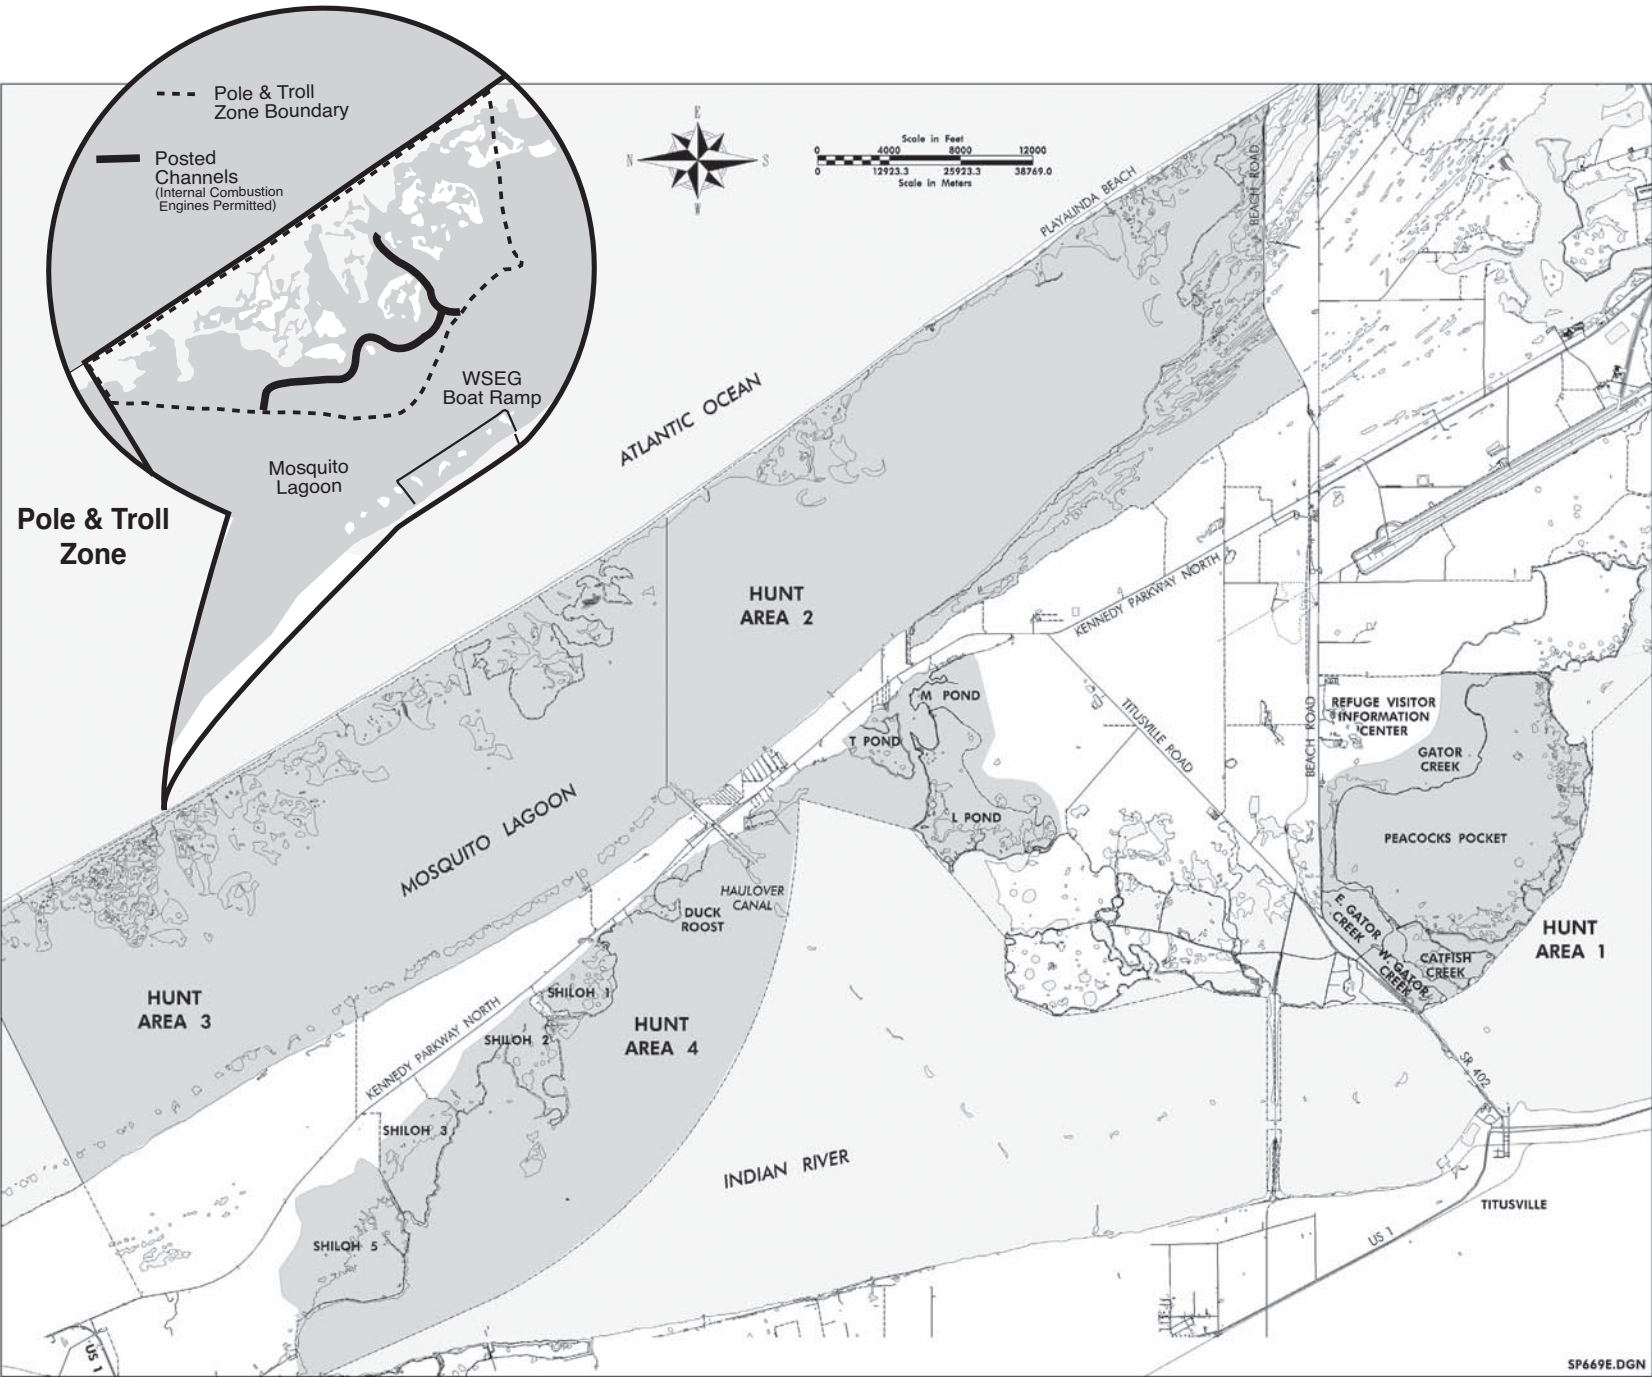 Pole & Troll
Zone Boundary
Posted
Channels
(Internal Combustion
Engines Permitted)
WSEG
Boat Ramp
Mosquito
Lagoon
Pole & Troll
Zone
E
N
S
W
Scale in Feet
0 4000 8000 12000
0 12923.3 25923.3 38769.0
Scale in Meters
PLAYALINDA BEACH
BEACH ROAD
ATLANTIC OCEAN
HUNT
AREA 2
KENNEDY PARKWAY NORTH
M POND
T POND
L POND
TITUSVILLE ROAD
BEACH ROAD
REFUGE VISITOR
INFORMATION
CENTER
GATOR
CREEK
PEACOCKS POCKET
E. GATOR
CREEK
W. GATOR
CREEK
CATFISH
CREEK
HUNT
AREA 1
MOSQUITO LAGOON
HAULOVER
CANAL
DUCK
ROOST
HUNT
AREA 3
SHILOH 1
SHILOH 2
HUNT
AREA 4
KENNEDY PARKWAY NORTH
SHILOH 3
SHILOH 5
INDIAN RIVER
SR 402
TITUSVILLE
US 1
US 1
SP669E.DGN